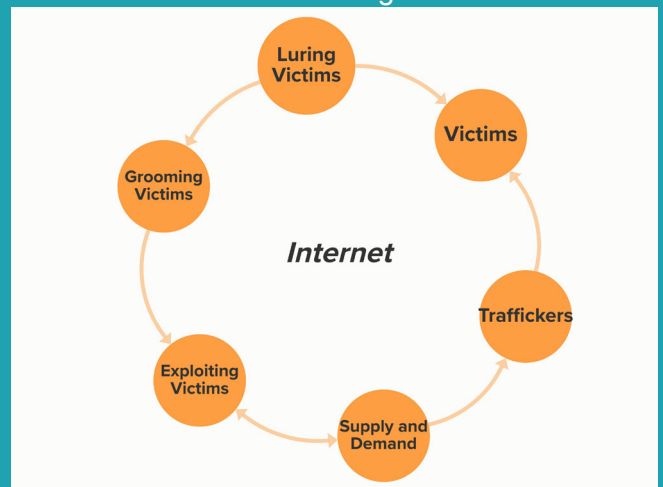 Luring
Victims
Victims
Grooming
Victims
Internet
Traffickers
Exploiting
Victims
Supply and
Demand